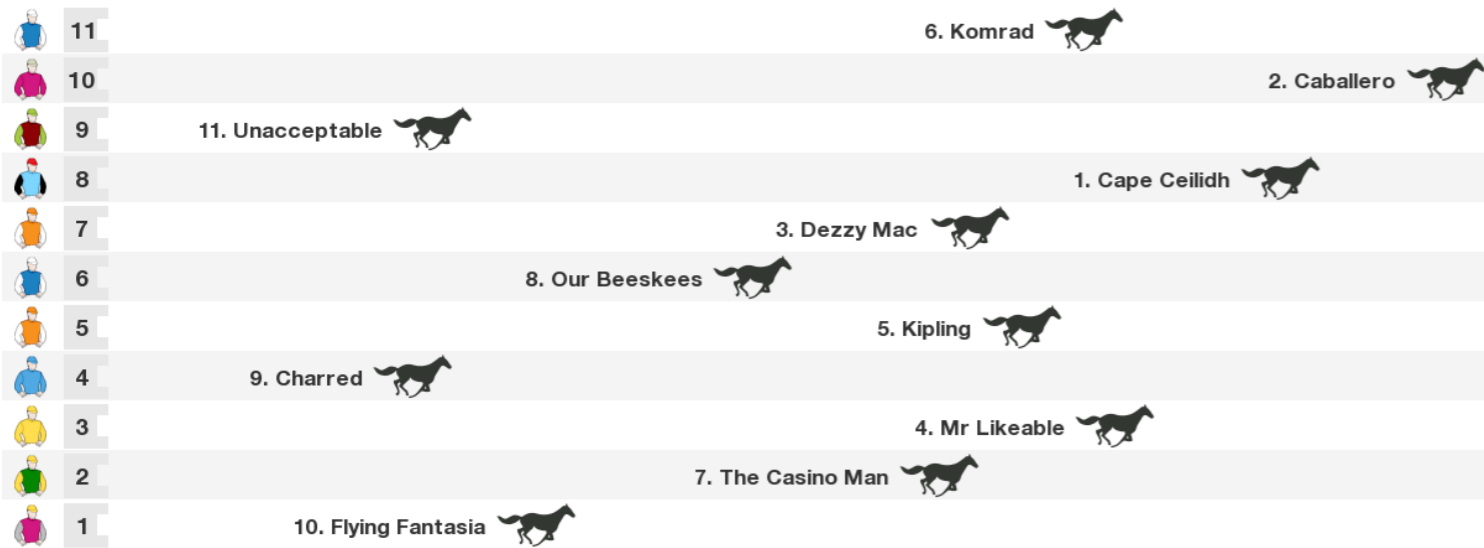 11 6. Komrad
10 2. Caballero
9 11. Unacceptable
8 1. Cape Ceilidh
7 3. Dezzy Mac
6 8. Our Beeskees
5 5. Kipling
4 9. Charred
3 4. Mr Likeable
2 7. The Casino Man
1 10. Flying Fantasia